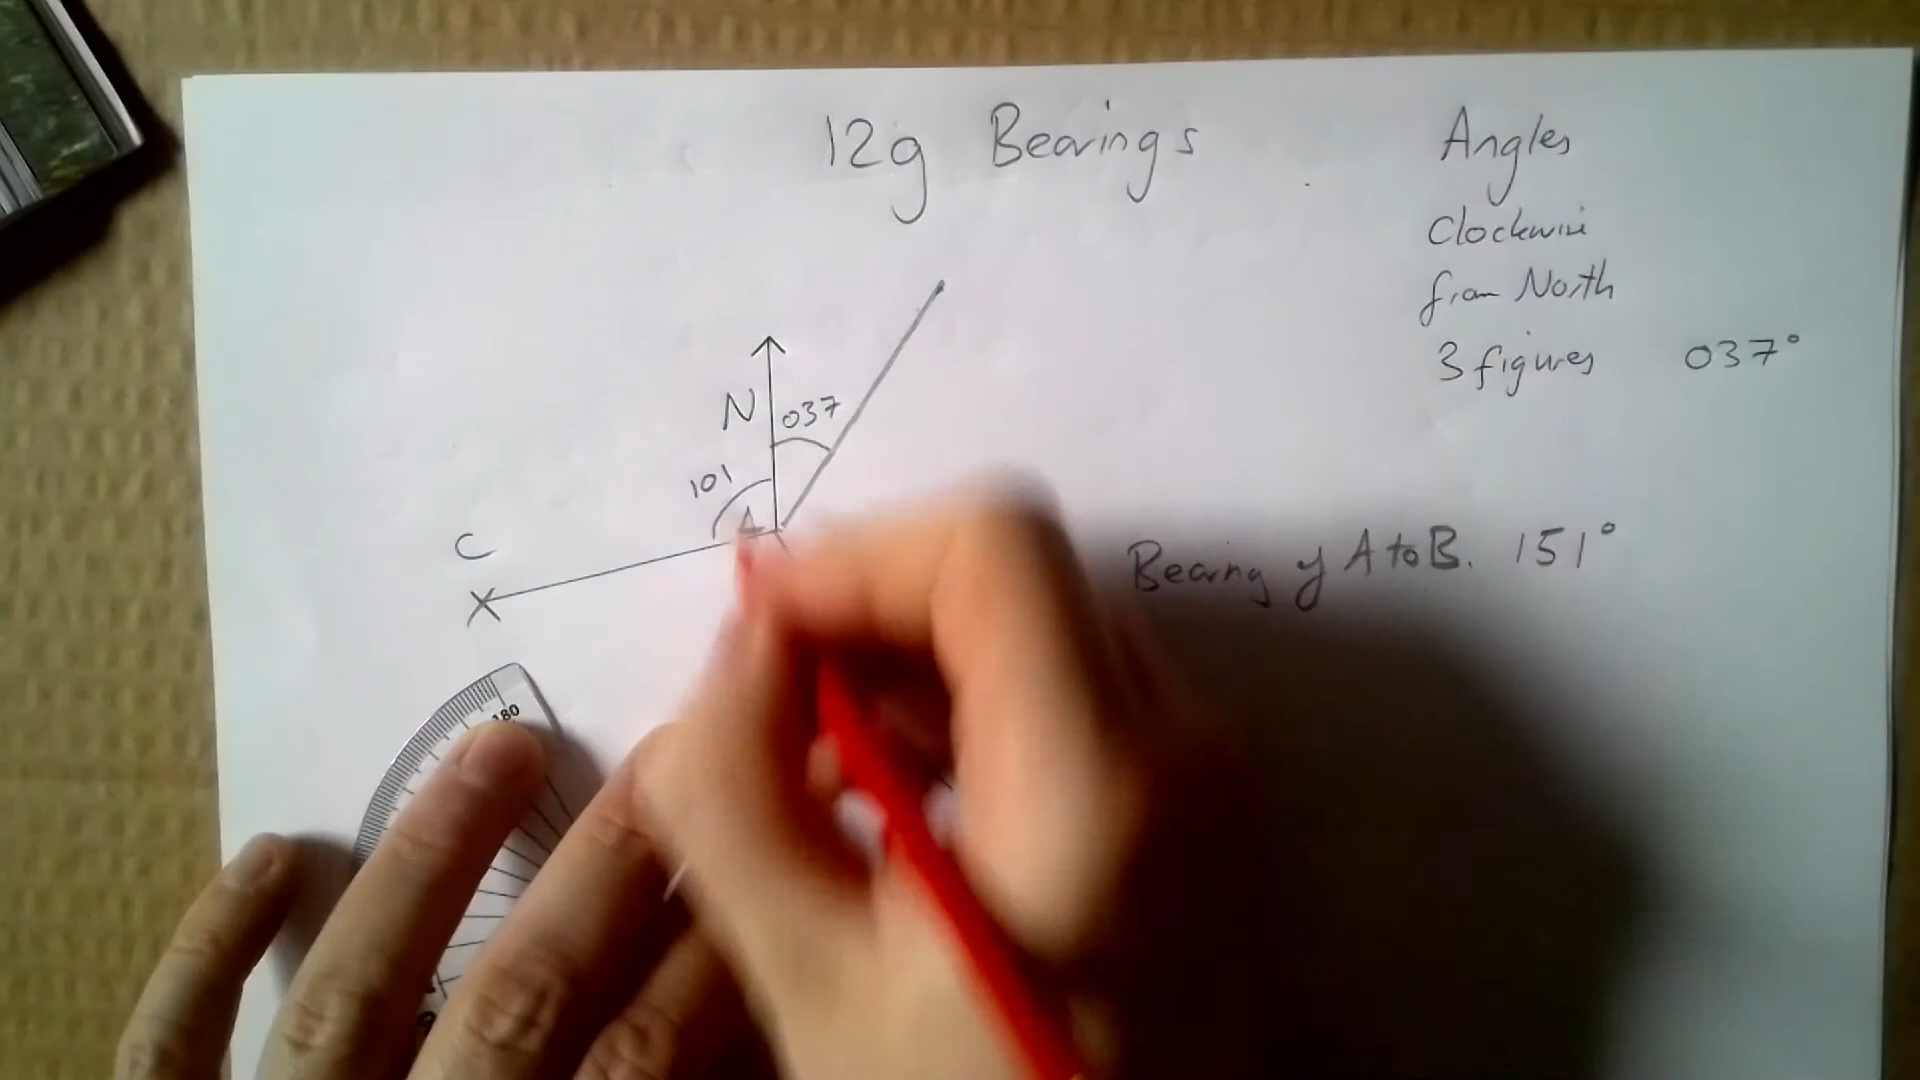 12g Bearings
Angles
Clockwise
from North
3 figures 037°
N
037
101
A
C
Bearing of A to B. 151°
180